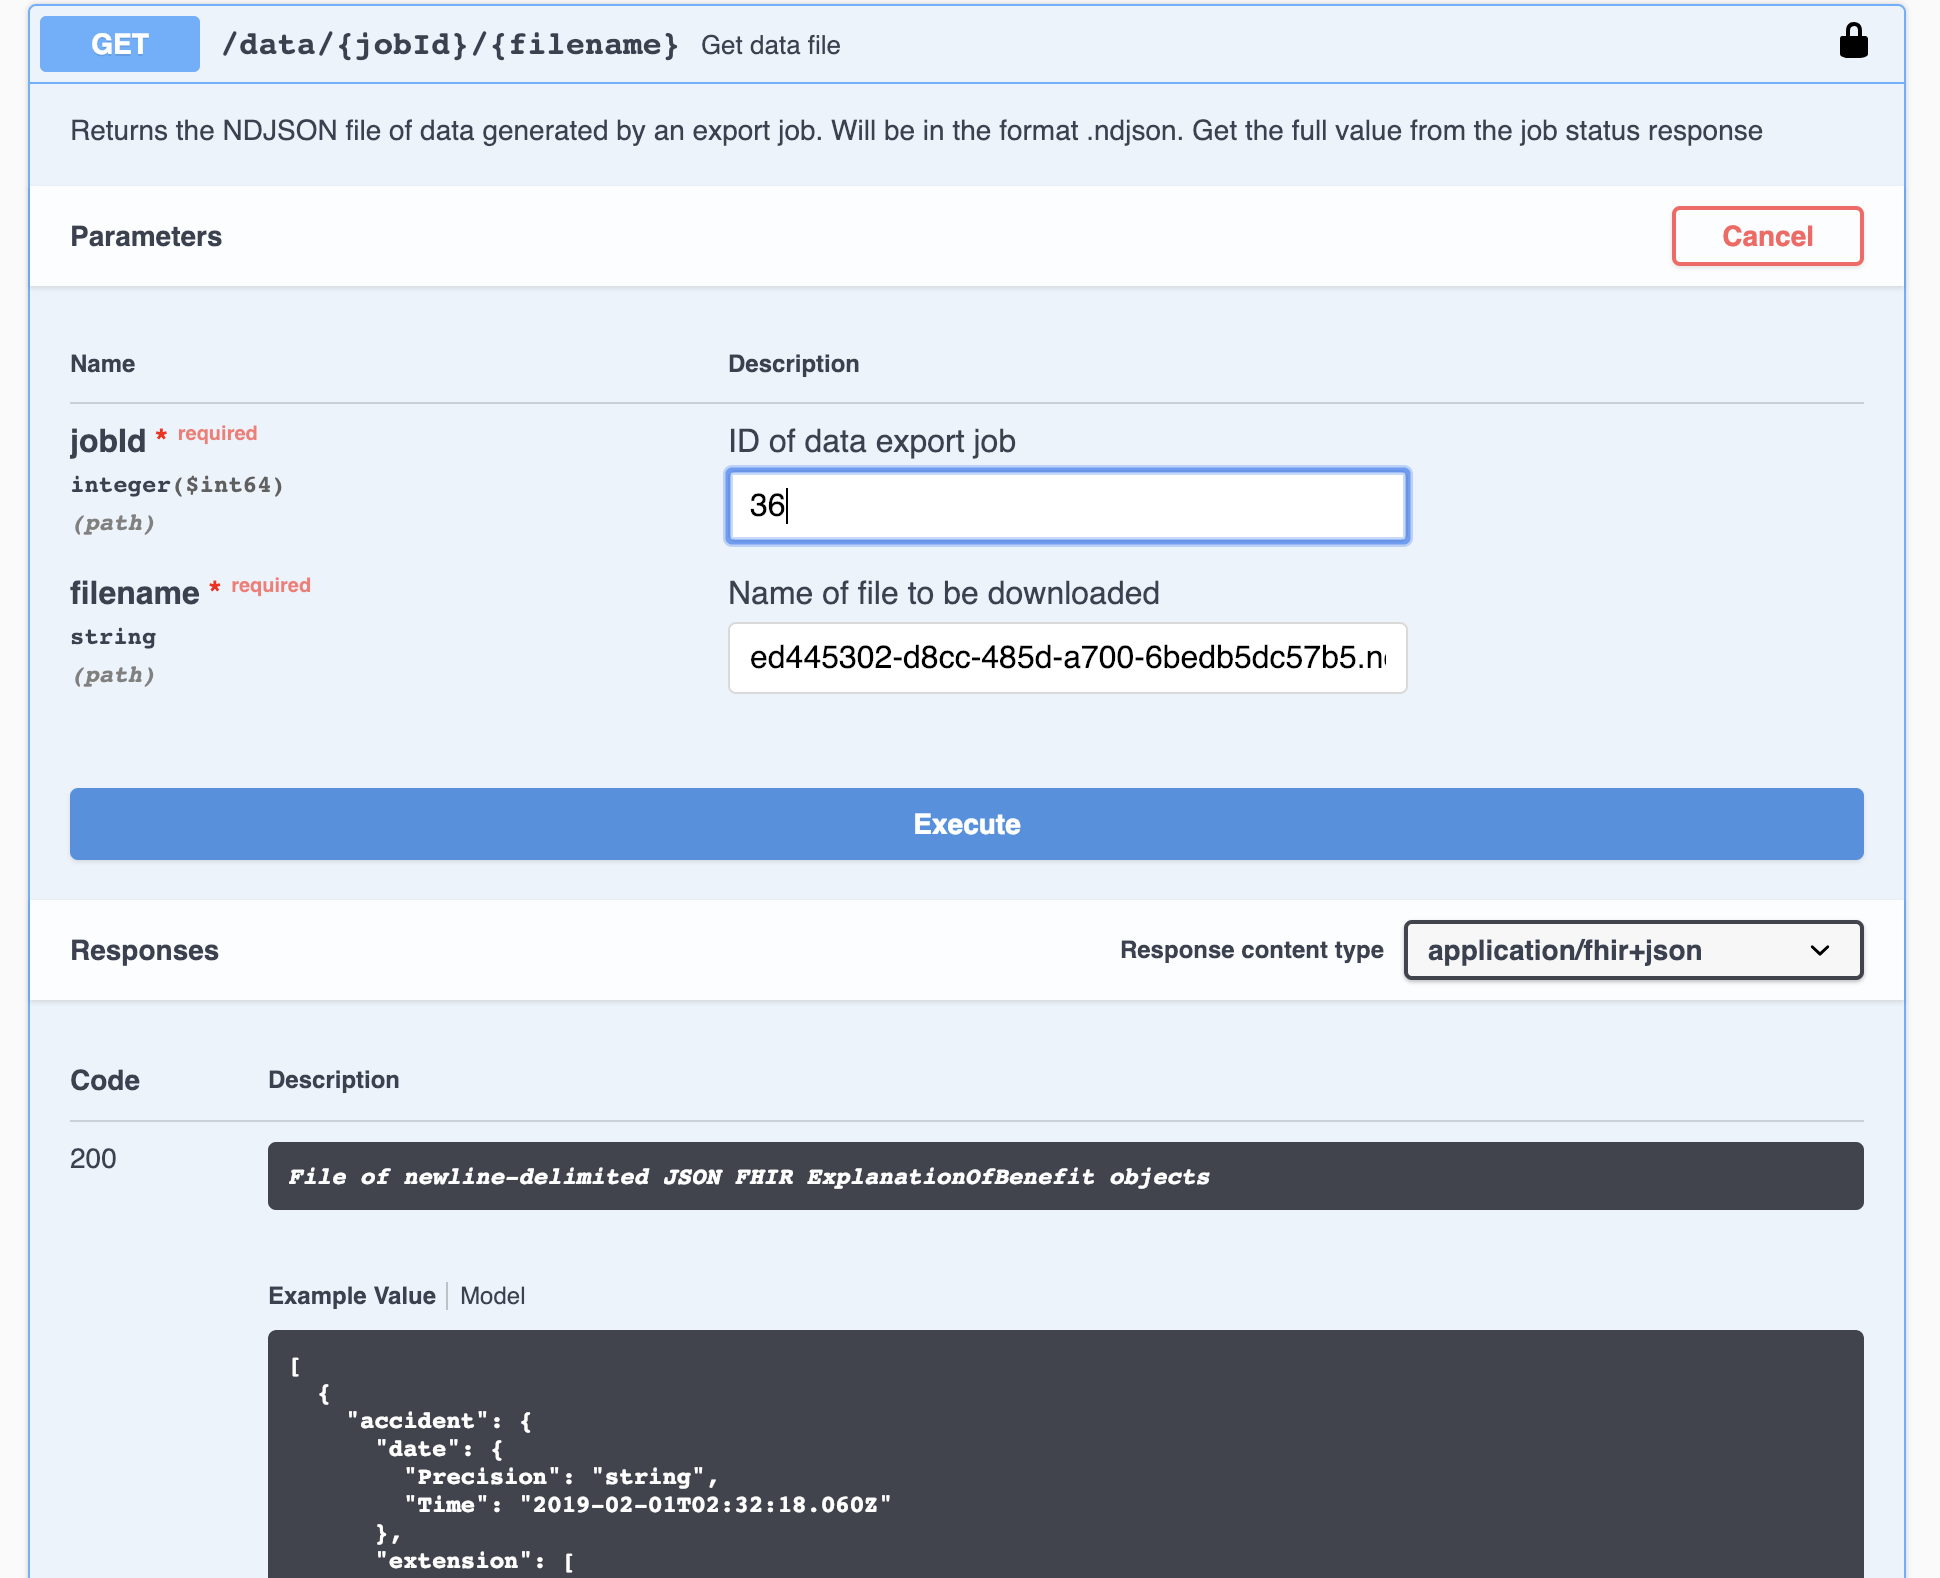 GET /data/{jobId}/{filename} Get data file
Returns the NDJSON file of data generated by an export job. Will be in the format .ndjson. Get the full value from the job status response
Parameters Cancel
Name Description
jobId * required ID of data export job
integer($int64)
36
(path)
filename * required Name of file to be downloaded
string
ed445302-d8cc-485d-a700-6bedb5dc57b5.n
(path)
Execute
Responses Response content type application/fhir+json
Code Description
200 File of newline-delimited JSON FHIR ExplanationOfBenefit objects
Example Value Model
[
{
"accident": {
"date": {
"Precision": "string",
"Time": "2019-02-01T02:32:18.060Z"
},
"extension": [